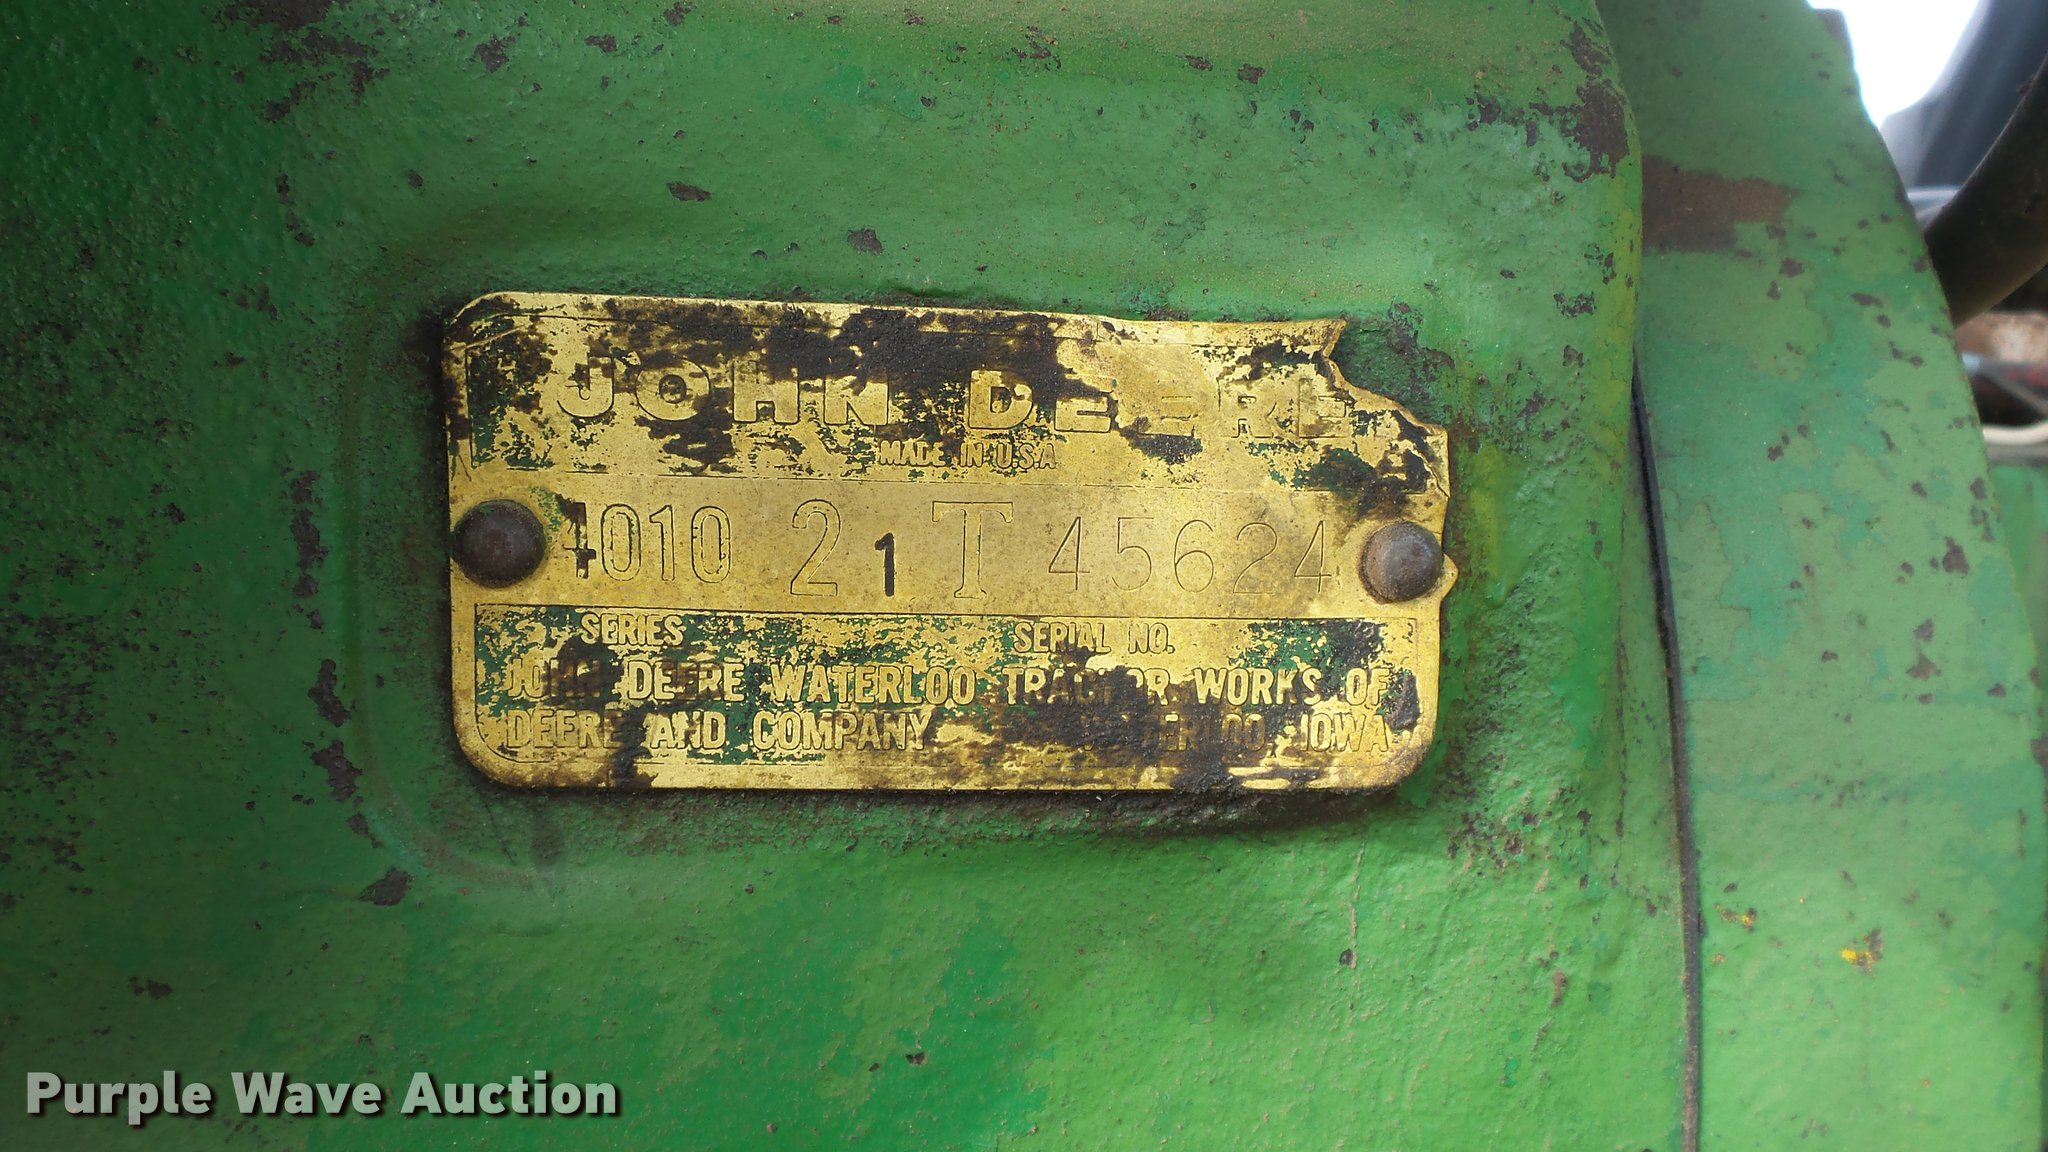 JOHN DEERE
MADE IN U.S.A
4010 21 T 45624
SERIES SERIAL NO.
JOHN DEERE WATERLOO TRACTOR WORKS OF
DEERE AND COMPANY WATERLOO IOWA
Purple Wave Auction